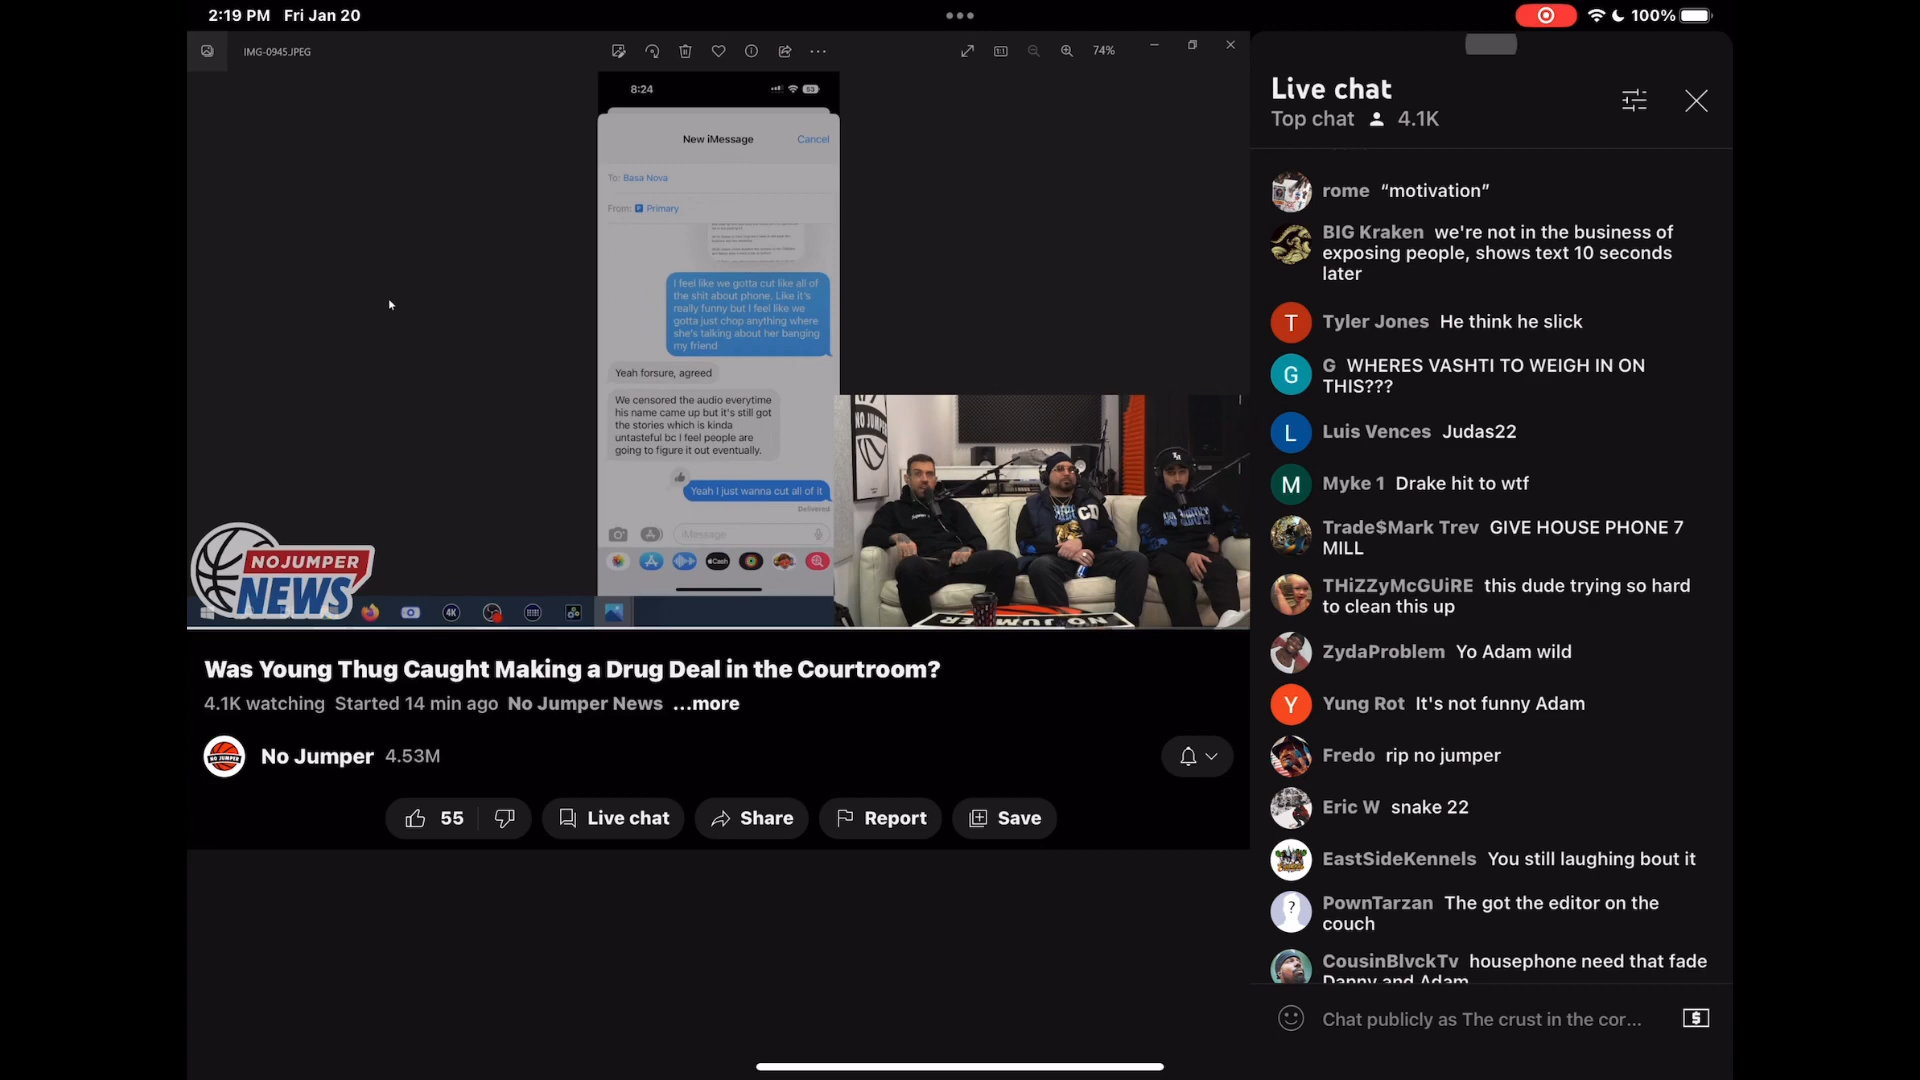 2:19 PM Fri Jan 20
100%
IMG-0945.JPEG
74%
8:24
53
New iMessage
Cancel
To: Basa Nova
From: P Primary
I feel like we gotta cut like all of
the shit about phone. Like it's
really funny but I feel like we
gotta just chop anything where
she's talking about her banging
my friend
Yeah forsure, agreed
We censored the audio everytime
his name came up but it's still got
the stories which is kinda
untasteful bc I feel people are
going to figure it out eventually.
Yeah I just wanna cut all of it
Delivered
iMessage
Cash
NO JUMPER
CD
NO JUMPER
NO JUMPER
NOJUMPER
NEWS
4K
Was Young Thug Caught Making a Drug Deal in the Courtroom?
4.1K watching Started 14 min ago No Jumper News ...more
NO JUMPER
No Jumper 4.53M
55
Live chat
Share
Report
Save
Live chat
Top chat 4.1K
rome “motivation”
BIG Kraken we're not in the business of
exposing people, shows text 10 seconds
later
T
Tyler Jones He think he slick
G
G WHERES VASHTI TO WEIGH IN ON
THIS???
L
Luis Vences Judas22
M
Myke 1 Drake hit to wtf
Trade$Mark Trev GIVE HOUSE PHONE 7
MILL
THiZZyMcGUiRE this dude trying so hard
to clean this up
ZydaProblem Yo Adam wild
Y
Yung Rot It's not funny Adam
Fredo rip no jumper
Eric W snake 22
EastSideKennels You still laughing bout it
?
PownTarzan The got the editor on the
couch
CousinBlvckTv housephone need that fade
Danny and Adam
Chat publicly as The crust in the cor...
$